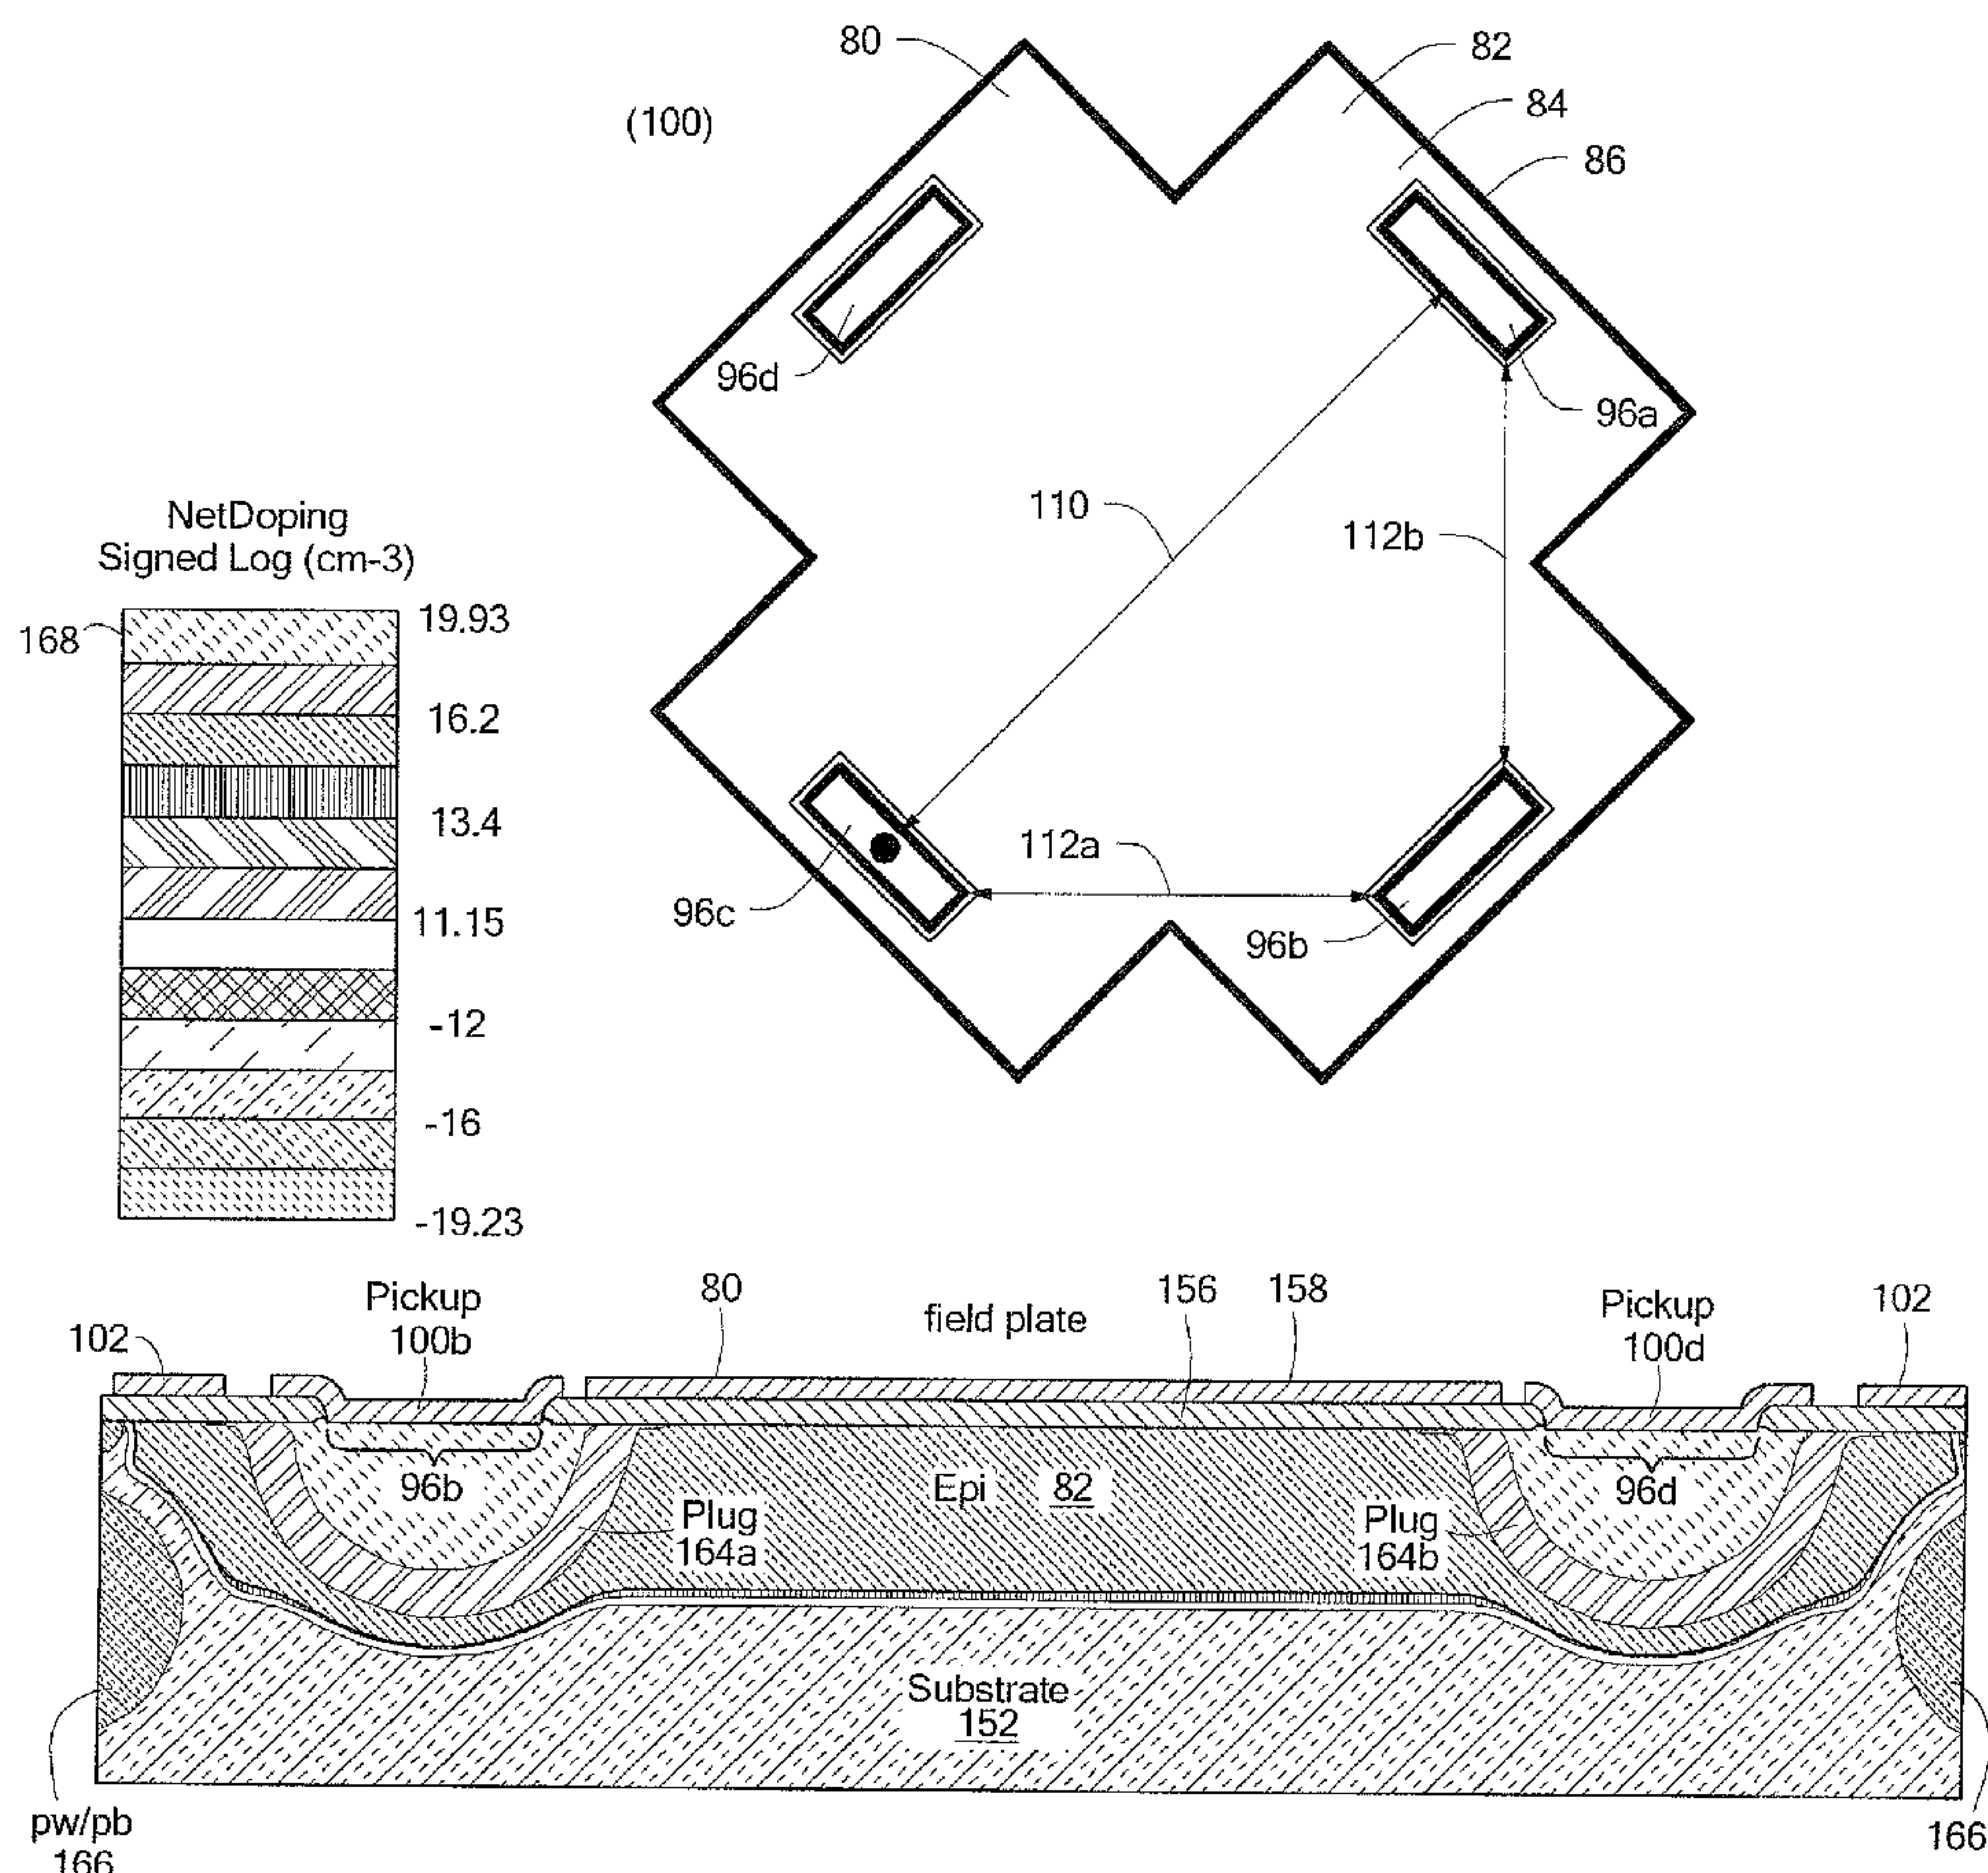 80
82
(100)
84
86
96d
96a
110
112b
NetDoping
Signed Log (cm-3)
168
19.93
16.2
13.4
11.15
-12
-16
-19.23
112a
96c
96b
Pickup
100b
80
field plate
156
158
Pickup
100d
102
102
96b
Epi 82
96d
Plug
164a
Plug
164b
Substrate
152
pw/pb
166
166